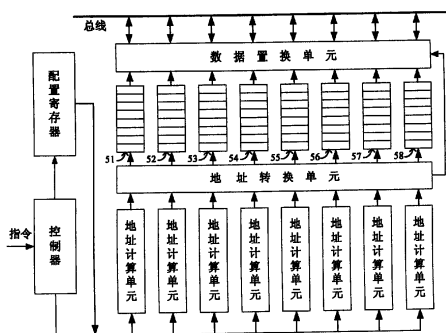 总线
数据置换单元
配置寄存器
51
52
53
54
55
56
57
58
地址转换单元
指令
控制器
地址计算单元
地址计算单元
地址计算单元
地址计算单元
地址计算单元
地址计算单元
地址计算单元
地址计算单元